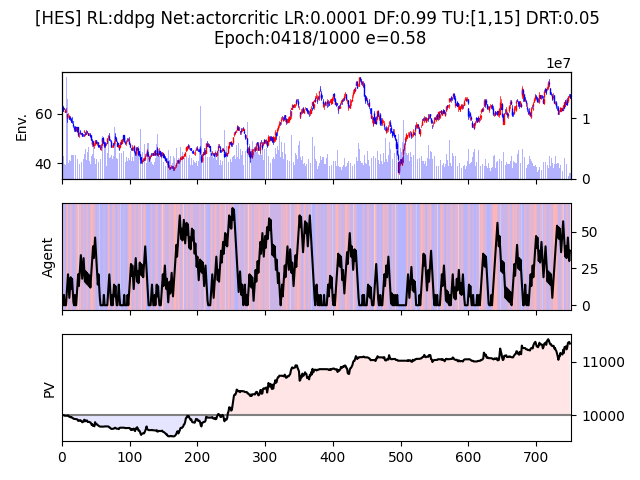 [HES] RL:ddpg Net:actorcritic LR:0.0001 DF:0.99 TU:[1,15] DRT:0.05
Epoch:0418/1000 e=0.58
1e7
Env.
60
40
1
0
Agent
50
25
0
PV
11000
10000
0 100 200 300 400 500 600 700